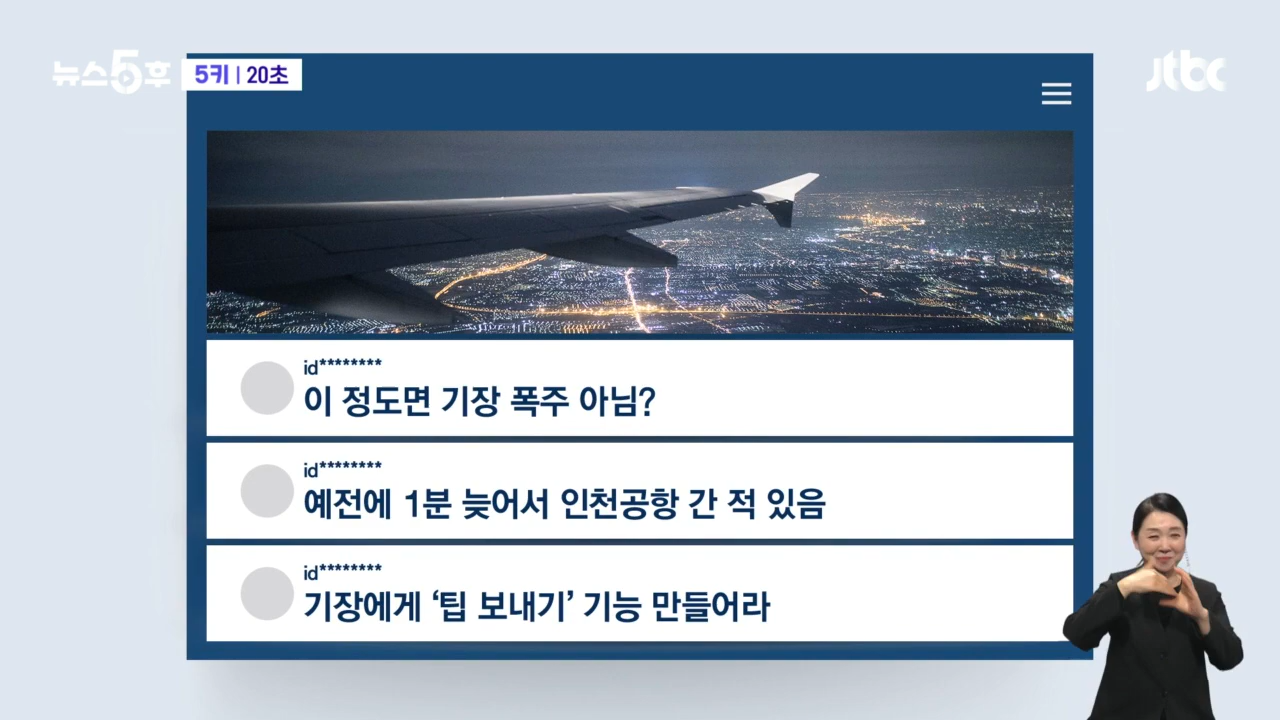 뉴스5후
5키 | 20초
jtbc
id********
이 정도면 기장 폭주 아님?
id********
예전에 1분 늦어서 인천공항 간 적 있음
id********
기장에게 ‘팁 보내기’ 기능 만들어라